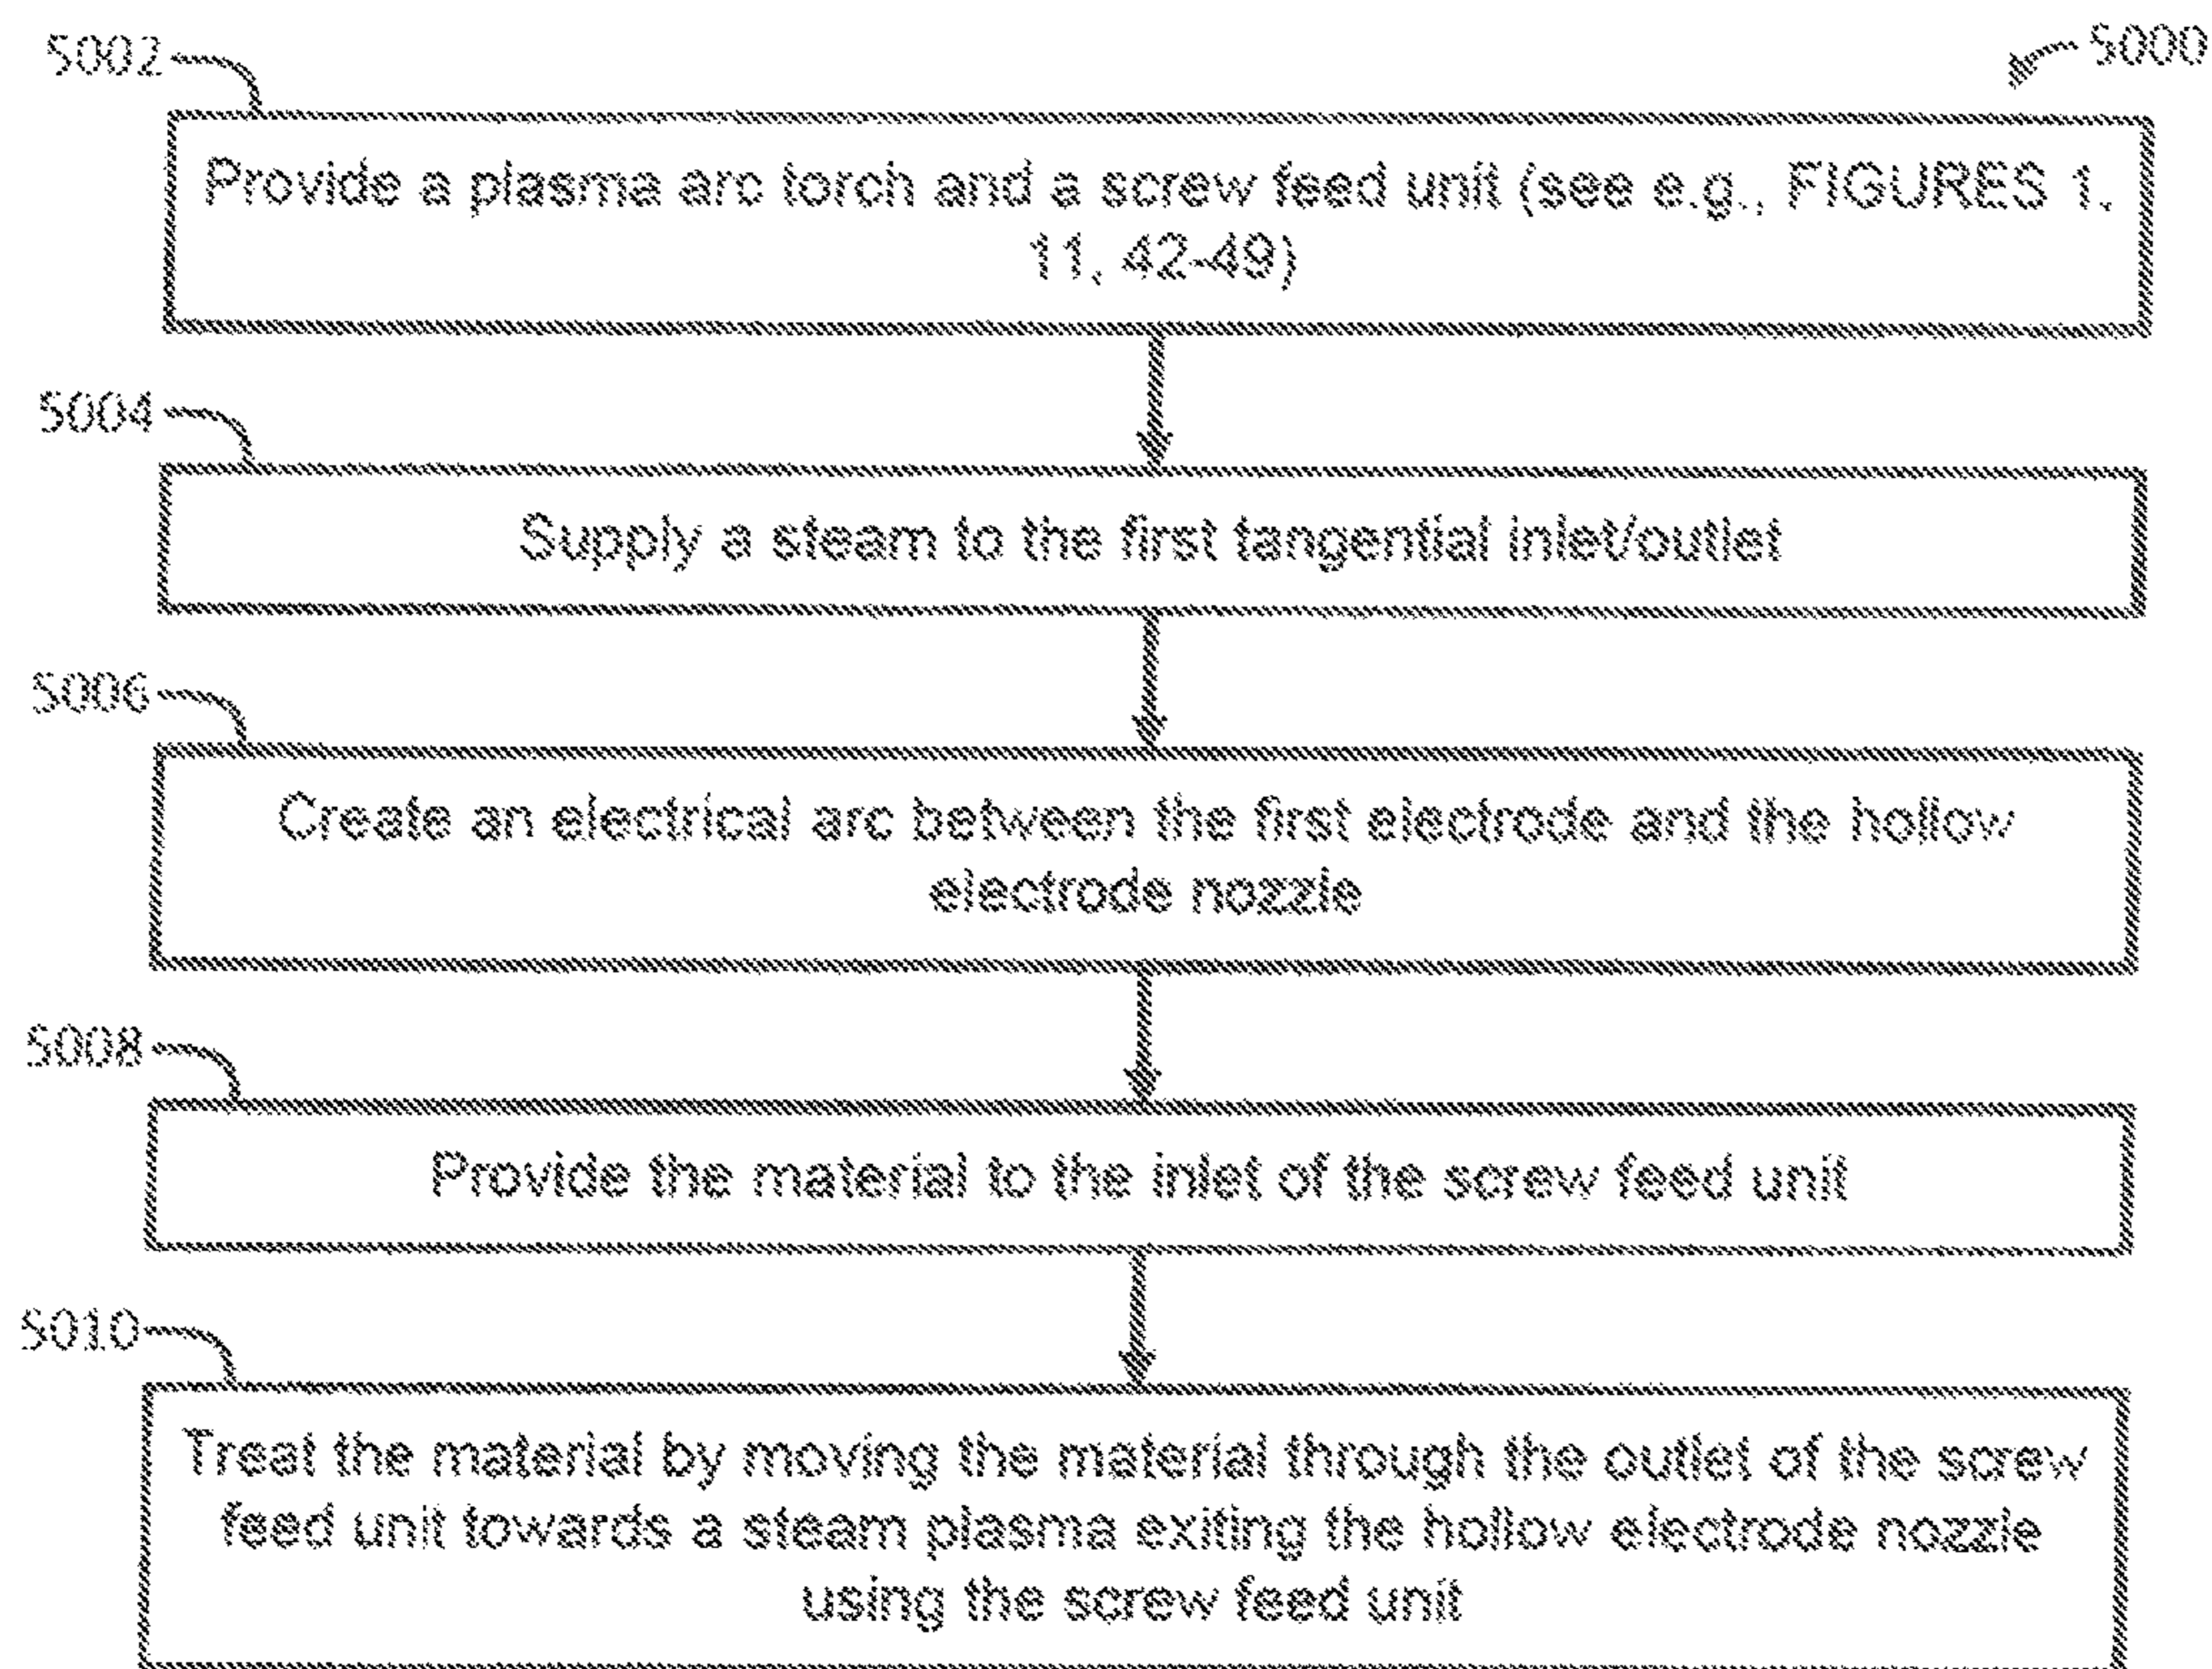 5002
5000
Provide a plasma arc torch and a screw feed unit (see e.g., FIGURES 1,
11, 42-49)
5004
Supply a steam to the first tangential inlet/outlet
5006
Create an electrical arc between the first electrode and the hollow
electrode nozzle
5008
Provide the material to the inlet of the screw feed unit
5010
Treat the material by moving the material through the outlet of the screw
feed unit towards a steam plasma exiting the hollow electrode nozzle
using the screw feed unit